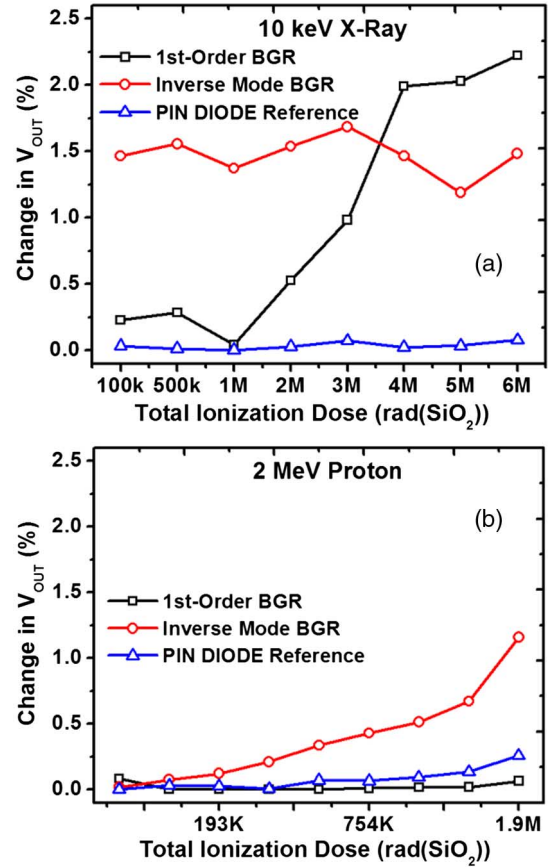 10 keV X-Ray
1st-Order BGR
Inverse Mode BGR
PIN DIODE Reference
Change in VOUT (%)
2.5
2.0
1.5
1.0
0.5
0.0
(a)
100k 500k 1M 2M 3M 4M 5M 6M
Total Ionization Dose (rad(SiO2))
2 MeV Proton
(b)
1st-Order BGR
Inverse Mode BGR
PIN DIODE Reference
Change in VOUT (%)
2.5
2.0
1.5
1.0
0.5
0.0
193K 754K 1.9M
Total Ionization Dose (rad(SiO2))